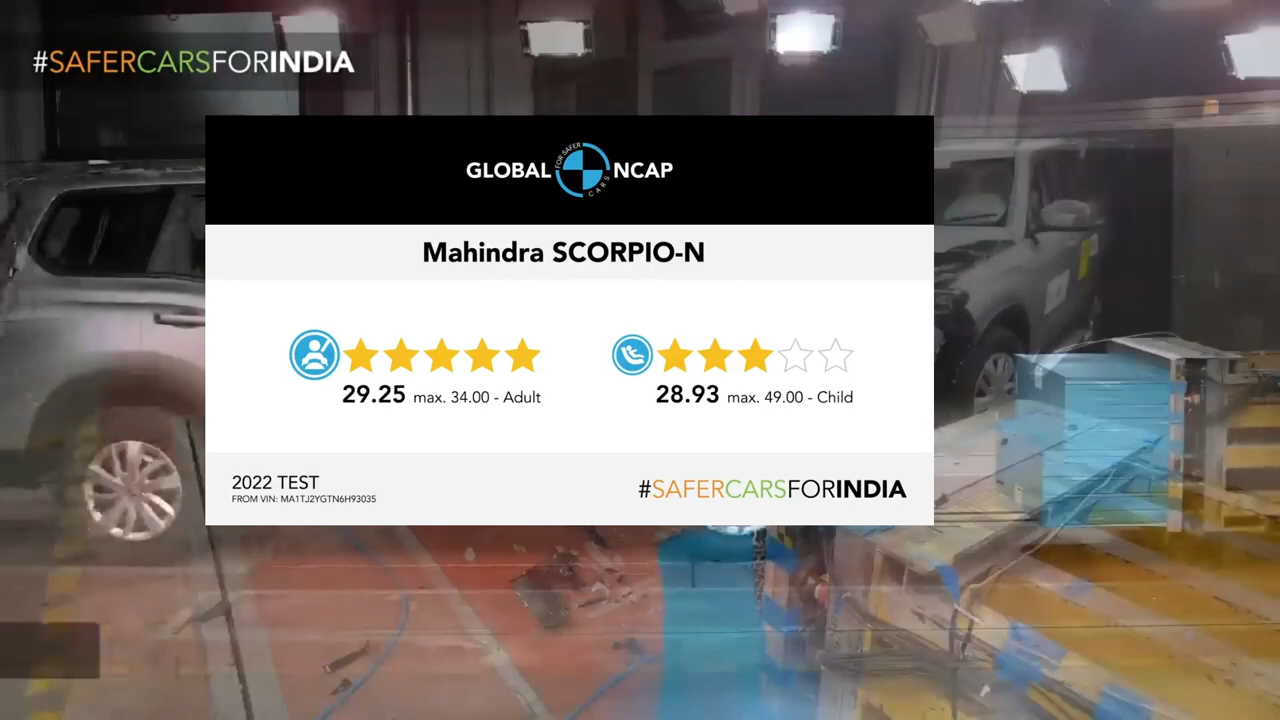 #SAFERCARSFORINDIA
GLOBAL NCAP
FOR SAFER CARS
Mahindra SCORPIO-N
29.25 max. 34.00 - Adult
28.93 max. 49.00 - Child
2022 TEST
FROM VIN: MA1TJ2YGTN6H93035
#SAFERCARSFORINDIA